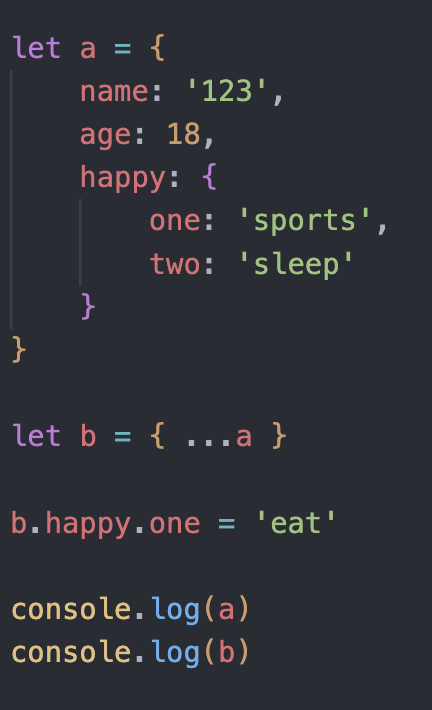 let a = {
    name: '123',
    age: 18,
    happy: {
        one: 'sports',
        two: 'sleep'
    }
}
let b = { ...a }
b.happy.one = 'eat'
console.log(a)
console.log(b)